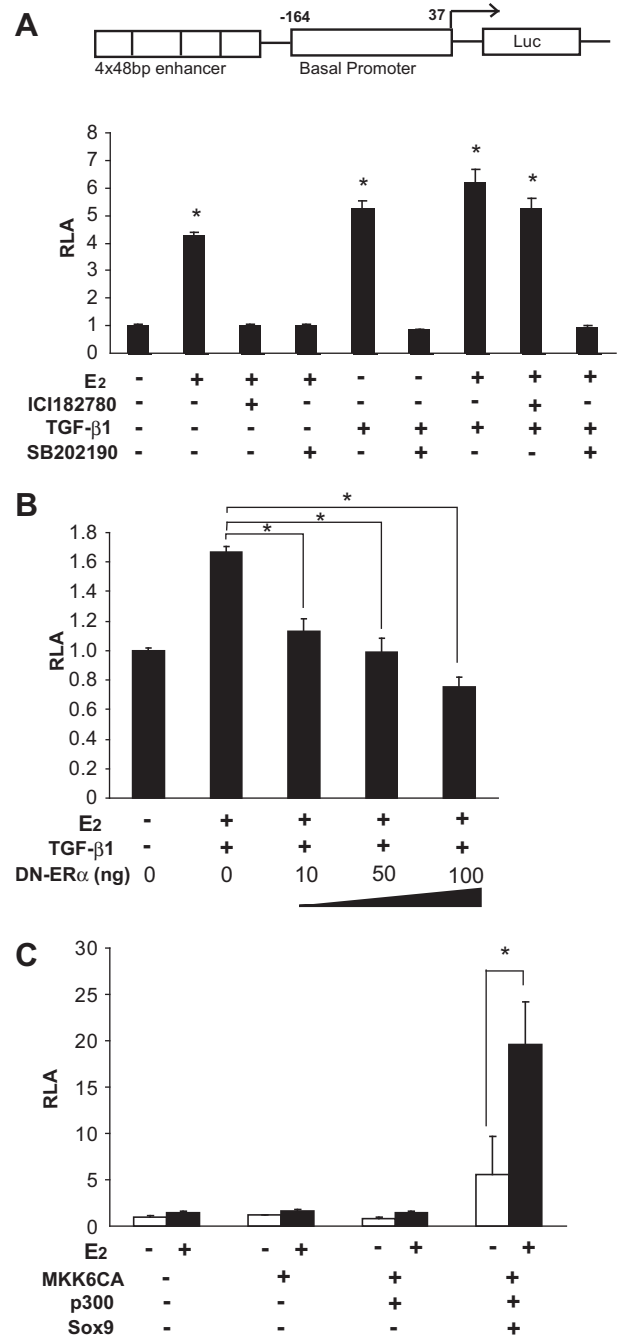 A
-164 37
Luc
4x48bp enhancer Basal Promoter
*
*
*
*
8
7
6
5
4
3
2
1
0
RLA
E2 - + + + - - + + +
ICI182780 - - + - - - - + -
TGF-β1 - - - - + + + + +
SB202190 - - - + - + - - +
B
*
*
*
1.8
1.6
1.4
1.2
1.0
0.8
0.6
0.4
0.2
0
RLA
E2 - + + + +
TGF-β1 - + + + +
DN-ERα (ng) 0 0 10 50 100
C
*
30
25
20
15
10
5
0
RLA
E2 - + - + - + - +
MKK6CA - + + +
p300 - - + +
Sox9 - - - +